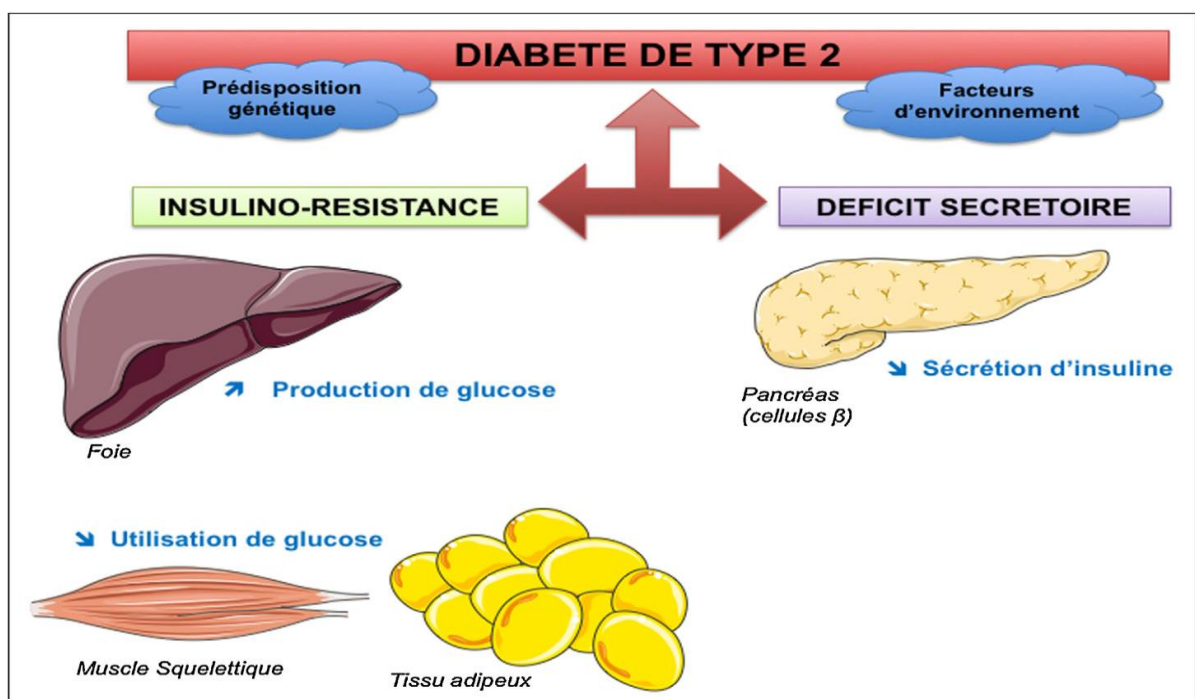 DIABETE DE TYPE 2
Prédisposition
génétique
Facteurs
d'environnement
INSULINO-RESISTANCE
DEFICIT SECRETOIRE
Production de glucose
Foie
Sécrétion d'insuline
Pancréas
(cellules β)
Utilisation de glucose
Muscle Squelettique
Tissu adipeux